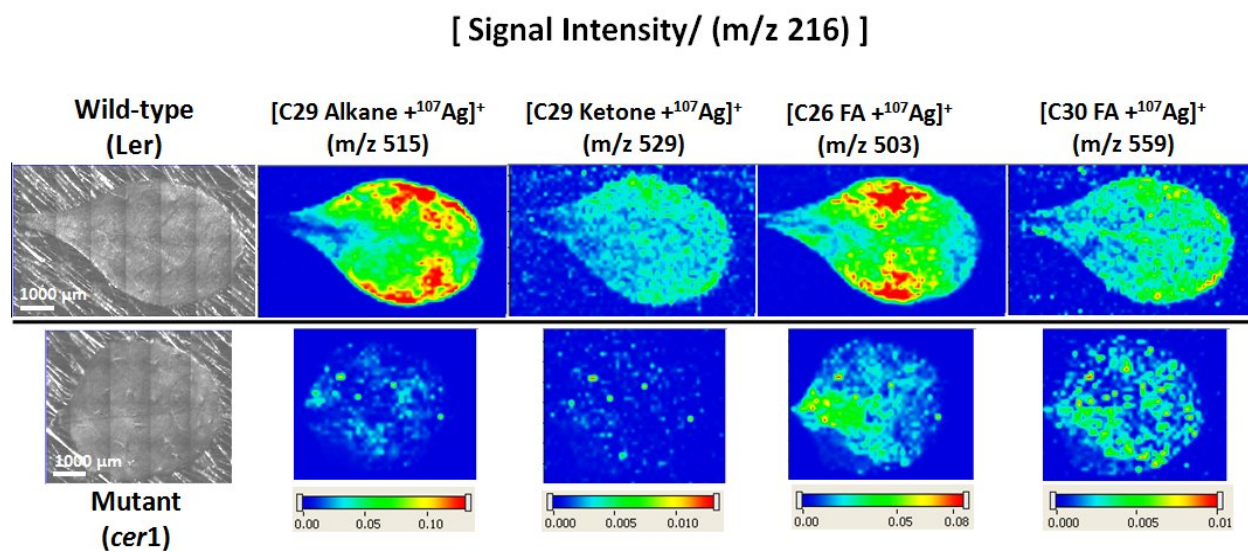 [ Signal Intensity/ (m/z 216) ]
Wild-type
(Ler)
[C29 Alkane +¹⁰⁷Ag]⁺
(m/z 515)
[C29 Ketone +¹⁰⁷Ag]⁺
(m/z 529)
[C26 FA +¹⁰⁷Ag]⁺
(m/z 503)
[C30 FA +¹⁰⁷Ag]⁺
(m/z 559)
1000 μm
1000 μm
Mutant
(cer1)
0.00 0.05 0.10
0.000 0.005 0.010
0.00 0.05 0.08
0.000 0.005 0.01